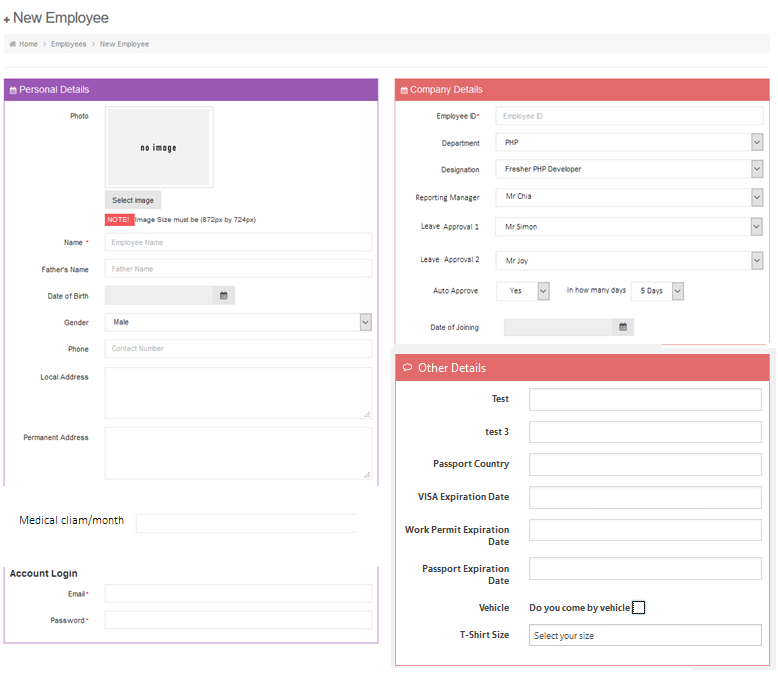 New Employee
Home > Employees > New Employee
Personal Details
Photo
no image
Select image
NOTE! Image Size must be (872px by 724px)
Name *
Employee Name
Father's Name
Father Name
Date of Birth
Gender
Male
Phone
Contact Number
Local Address
Permanent Address
Medical cliam/month
Account Login
Email*
Password*
Company Details
Employee ID*
Employee ID
Department
PHP
Designation
Fresher PHP Developer
Reporting Manager
Mr Chia
Leave Approval 1
Mr Simon
Leave Approval 2
Mr Joy
Auto Approve
Yes
In how many days
5 Days
Date of Joining
Other Details
Test
test 3
Passport Country
VISA Expiration Date
Work Permit Expiration
Date
Passport Expiration
Date
Vehicle
Do you come by vehicle
T-Shirt Size
Select your size